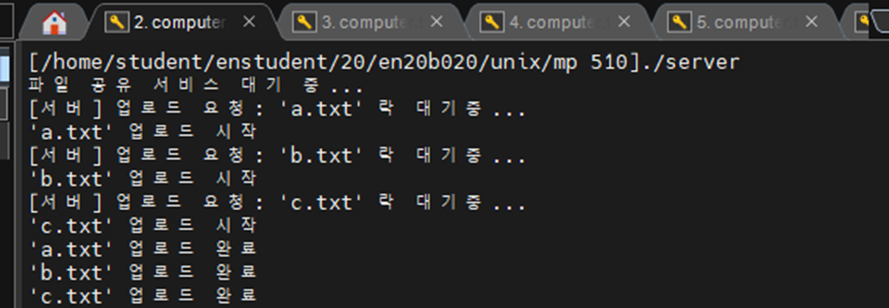 2. computer
3. computer
4. computer
5. computer
[/home/student/enstudent/20/en20b020/unix/mp 510]./server
파일 공유 서비스 대기 중...
[서버] 업로드 요청: 'a.txt' 락 대기중...
'a.txt' 업로드 시작
[서버] 업로드 요청: 'b.txt' 락 대기중...
'b.txt' 업로드 시작
[서버] 업로드 요청: 'c.txt' 락 대기중...
'c.txt' 업로드 시작
'a.txt' 업로드 완료
'b.txt' 업로드 완료
'c.txt' 업로드 완료